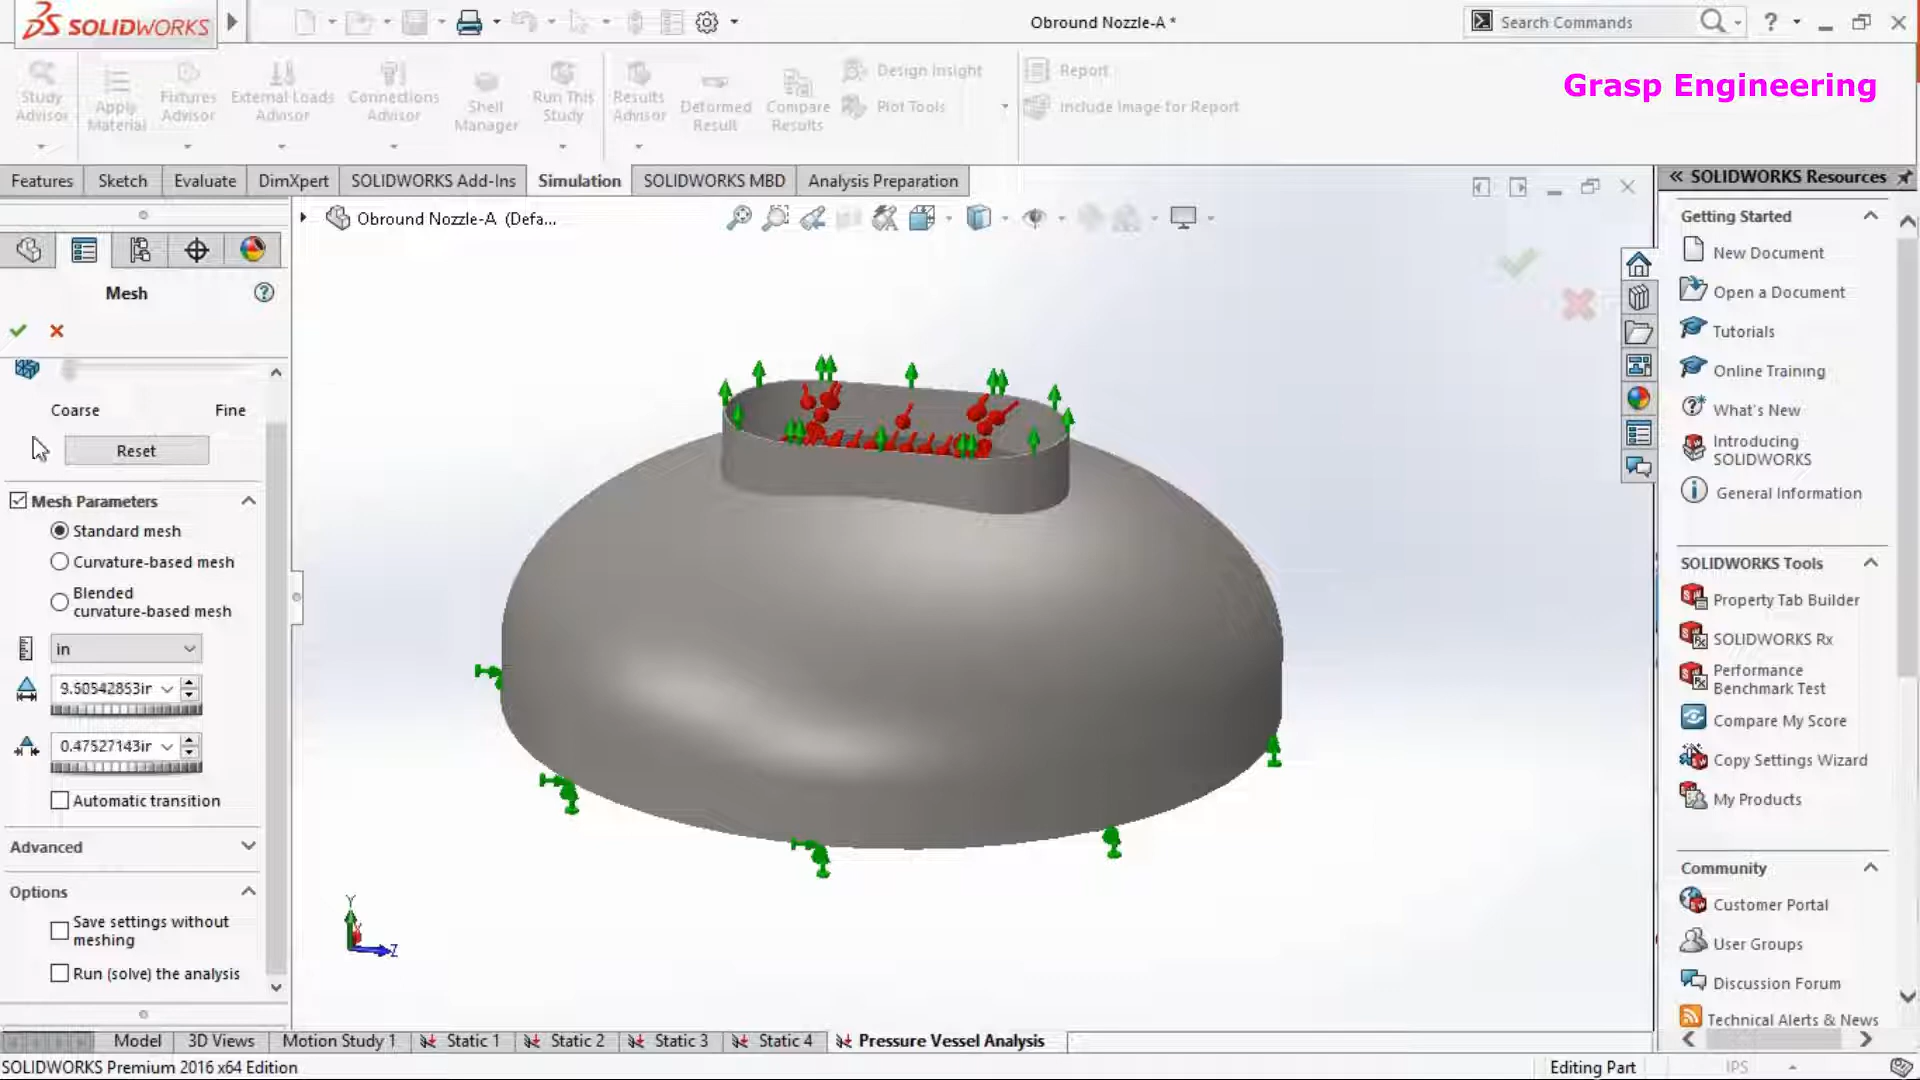 SOLIDWORKS
Obround Nozzle-A *
Search Commands
?
Study Advisor
Apply Material
Fixtures Advisor
External Loads Advisor
Connections Advisor
Shell Manager
Run This Study
Results Advisor
Deformed Result
Compare Results
Design Insight
Plot Tools
Report
Include Image for Report
Grasp Engineering
Features
Sketch
Evaluate
DimXpert
SOLIDWORKS Add-Ins
Simulation
SOLIDWORKS MBD
Analysis Preparation
Obround Nozzle-A (Defa...
Mesh
?
Coarse
Fine
Reset
Mesh Parameters
Standard mesh
Curvature-based mesh
Blended
curvature-based mesh
in
9.50542853in
0.47527143in
Automatic transition
Advanced
Options
Save settings without
meshing
Run (solve) the analysis
Y
Z
SOLIDWORKS Resources
Getting Started
New Document
Open a Document
Tutorials
Online Training
What's New
Introducing
SOLIDWORKS
General Information
SOLIDWORKS Tools
Property Tab Builder
SOLIDWORKS Rx
Performance
Benchmark Test
Compare My Score
Copy Settings Wizard
My Products
Community
Customer Portal
User Groups
Discussion Forum
Technical Alerts & News
Model
3D Views
Motion Study 1
Static 1
Static 2
Static 3
Static 4
Pressure Vessel Analysis
SOLIDWORKS Premium 2016 x64 Edition
Editing Part
IPS